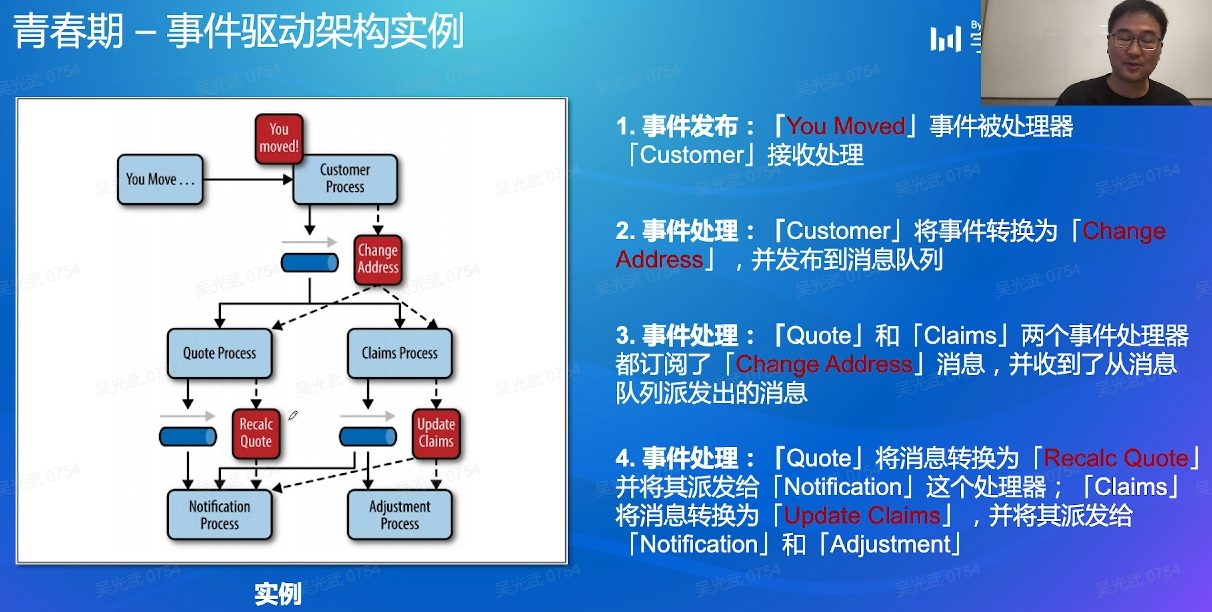 青春期 – 事件驱动架构实例
By
You
moved!
You Move . . .
Customer
Process
Change
Address
Quote Process
Claims Process
Recalc
Quote
Update
Claims
Notification
Process
Adjustment
Process
实例
1. 事件发布：「You Moved」事件被处理器
「Customer」接收处理
2. 事件处理：「Customer」将事件转换为「Change
Address」，并发布到消息队列
3. 事件处理：「Quote」和「Claims」两个事件处理器
都订阅了「Change Address」消息，并收到了从消息
队列派发出的消息
4. 事件处理：「Quote」将消息转换为「Recalc Quote」
并将其派发给「Notification」这个处理器；「Claims」
将消息转换为「Update Claims」，并将其派发给
「Notification」和「Adjustment」
吴光武 0754